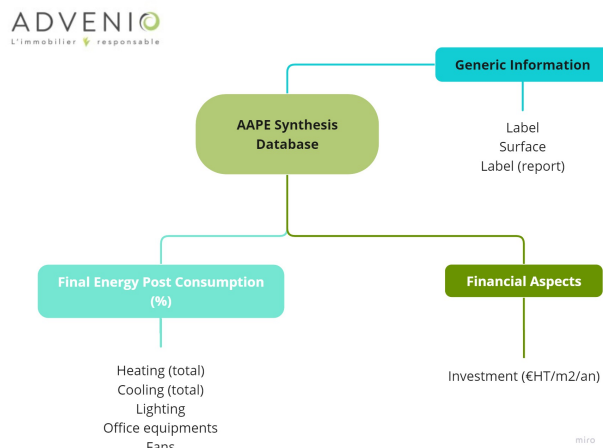 ADVENIO
L'immobilier responsable
Generic Information
AAPE Synthesis
Database
Label
Surface
Label (report)
Final Energy Post Consumption
(%)
Financial Aspects
Heating (total)
Cooling (total)
Lighting
Office equipments
Fans
Investment (€HT/m2/an)
miro